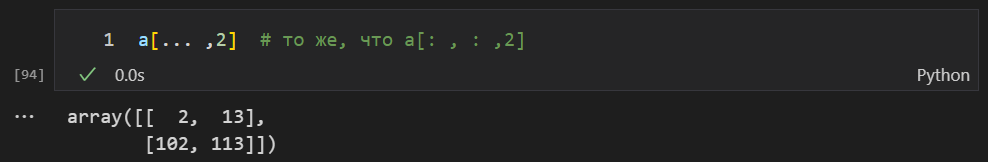 1 a[... ,2]  # то же, что a[: , : ,2]
[94] ✓ 0.0s Python
... array([[  2,  13],
       [102, 113]])